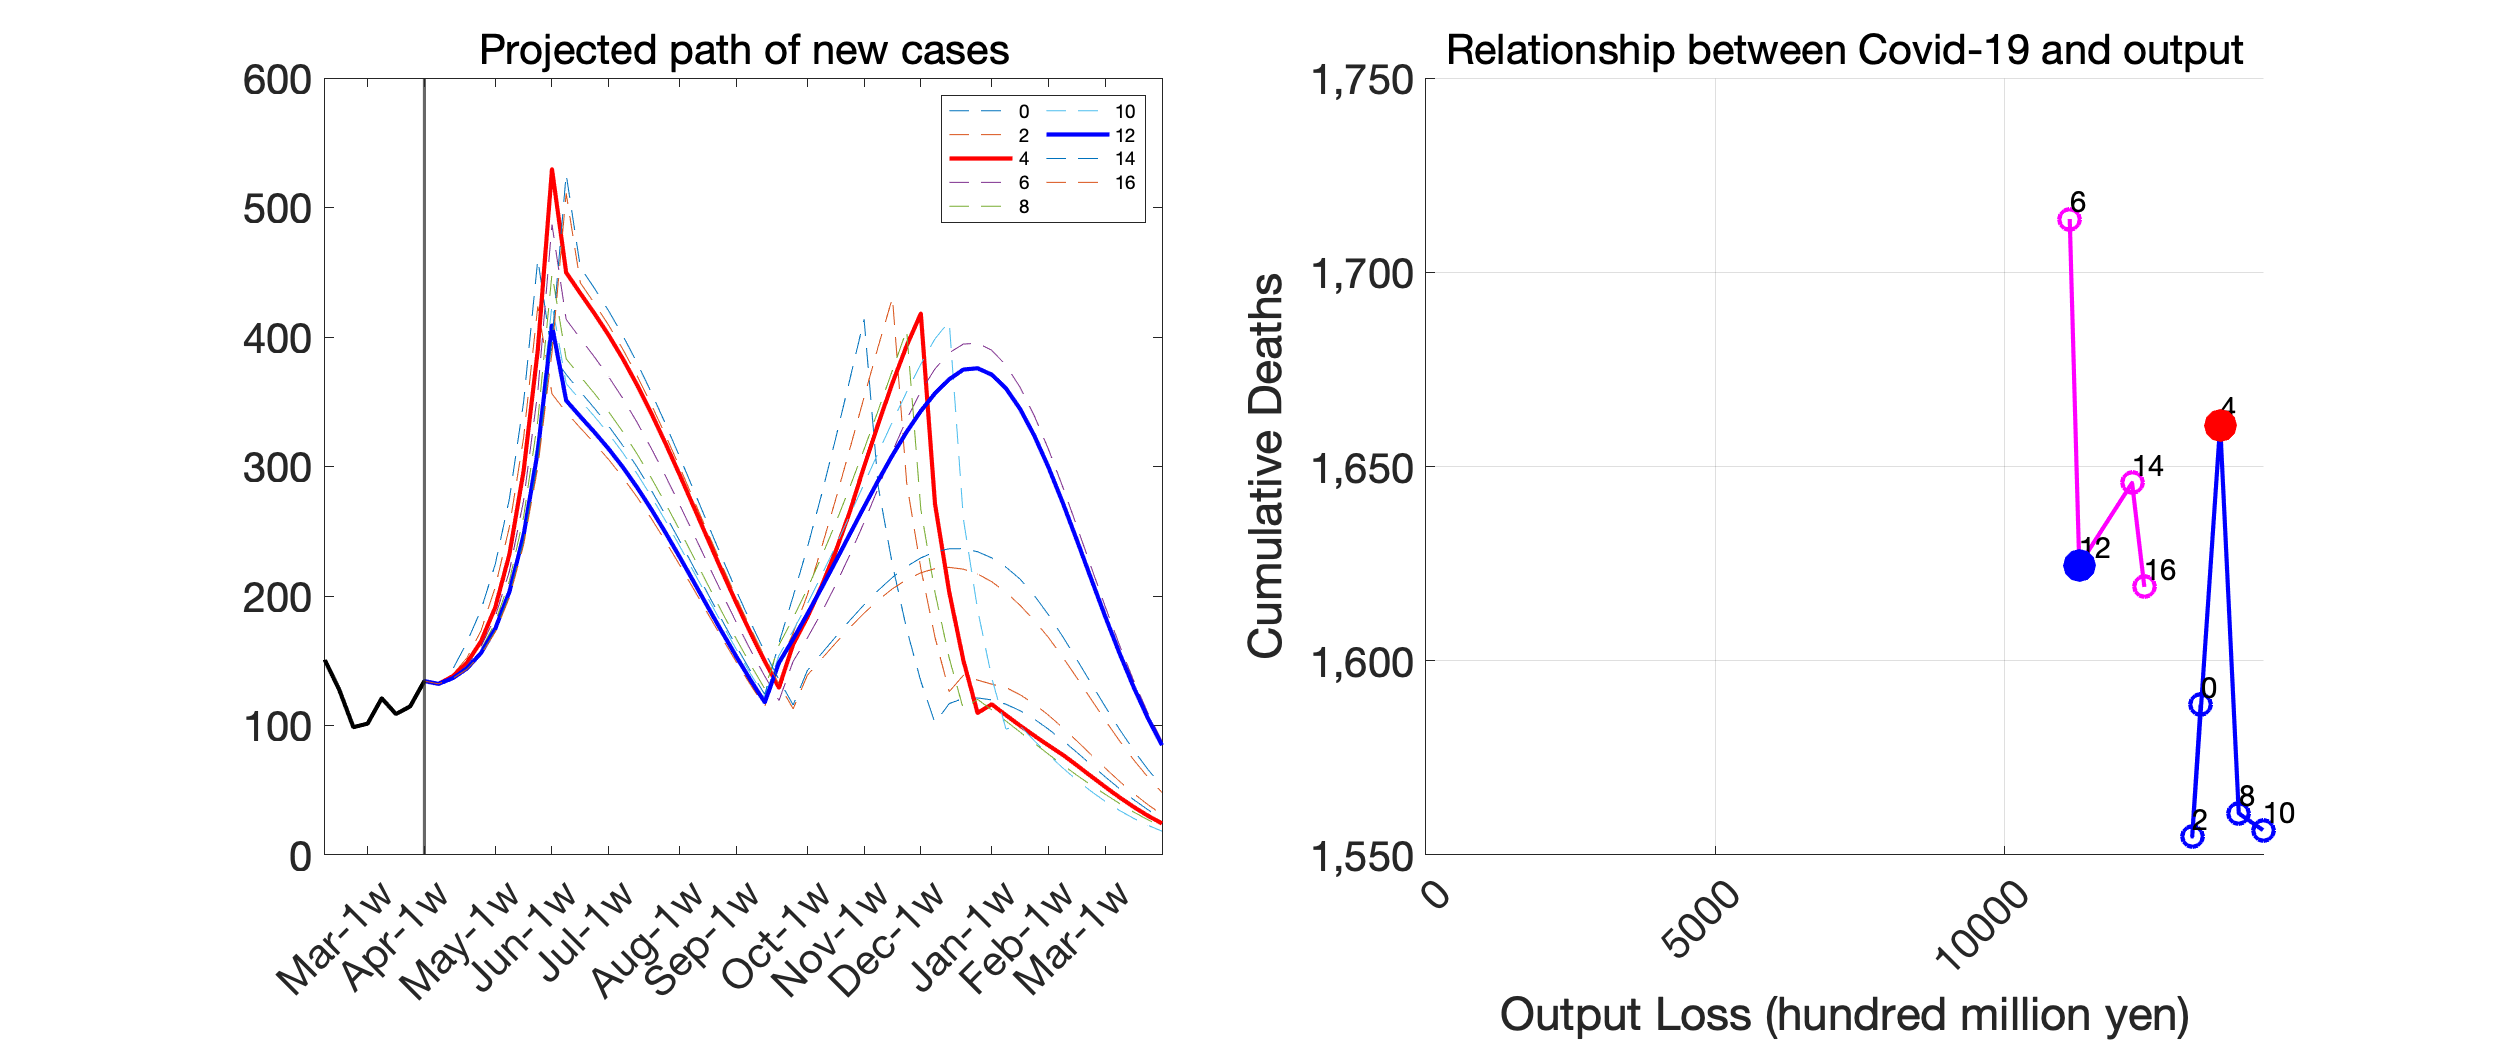 Projected path of new cases
600
500
400
300
200
100
0
0
2
4
6
8
10
12
14
16
Mar-1w
Apr-1w
May-1w
Jun-1w
Jul-1w
Aug-1w
Sep-1w
Oct-1w
Nov-1w
Dec-1w
Jan-1w
Feb-1w
Mar-1w
Relationship between Covid-19 and output
Cumulative Deaths
1,750
1,700
1,650
1,600
1,550
6
4
14
12
16
0
8
2
10
0
5000
10000
Output Loss (hundred million yen)